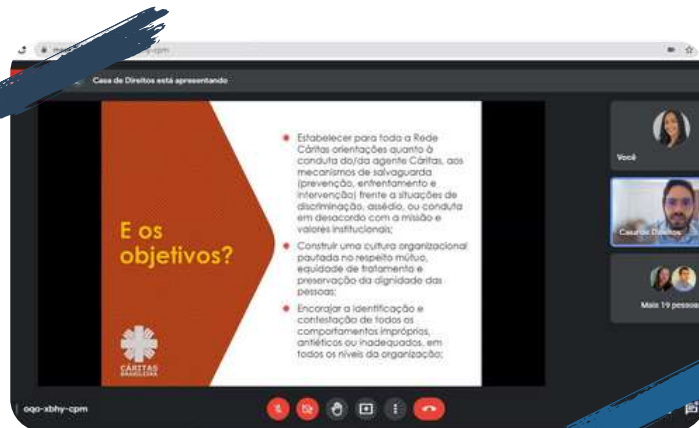 Casa de Direitos está apresentando
E os
objetivos?
Estabelecer para toda a Rede
Cáritas orientações quanto à
conduta do/da agente Cáritas, aos
mecanismos de salvaguarda
(prevenção, enfrentamento e
intervenção) frente a situações de
discriminação, assédio, ou conduta
em desacordo com a missão e
valores institucionais;
Construir uma cultura organizacional
pautada no respeito mútuo,
equidade de tratamento e
preservação da dignidade das
pessoas;
Encorajar a identificação e
contestação de todos os
comportamentos impróprios,
antiéticos ou inadequados, em
todos os níveis da organização;
CÁRITAS
BRASILEIRA
Você
Casa de Direitos
Mais 19 pessoas
oqo-xbhy-cpm